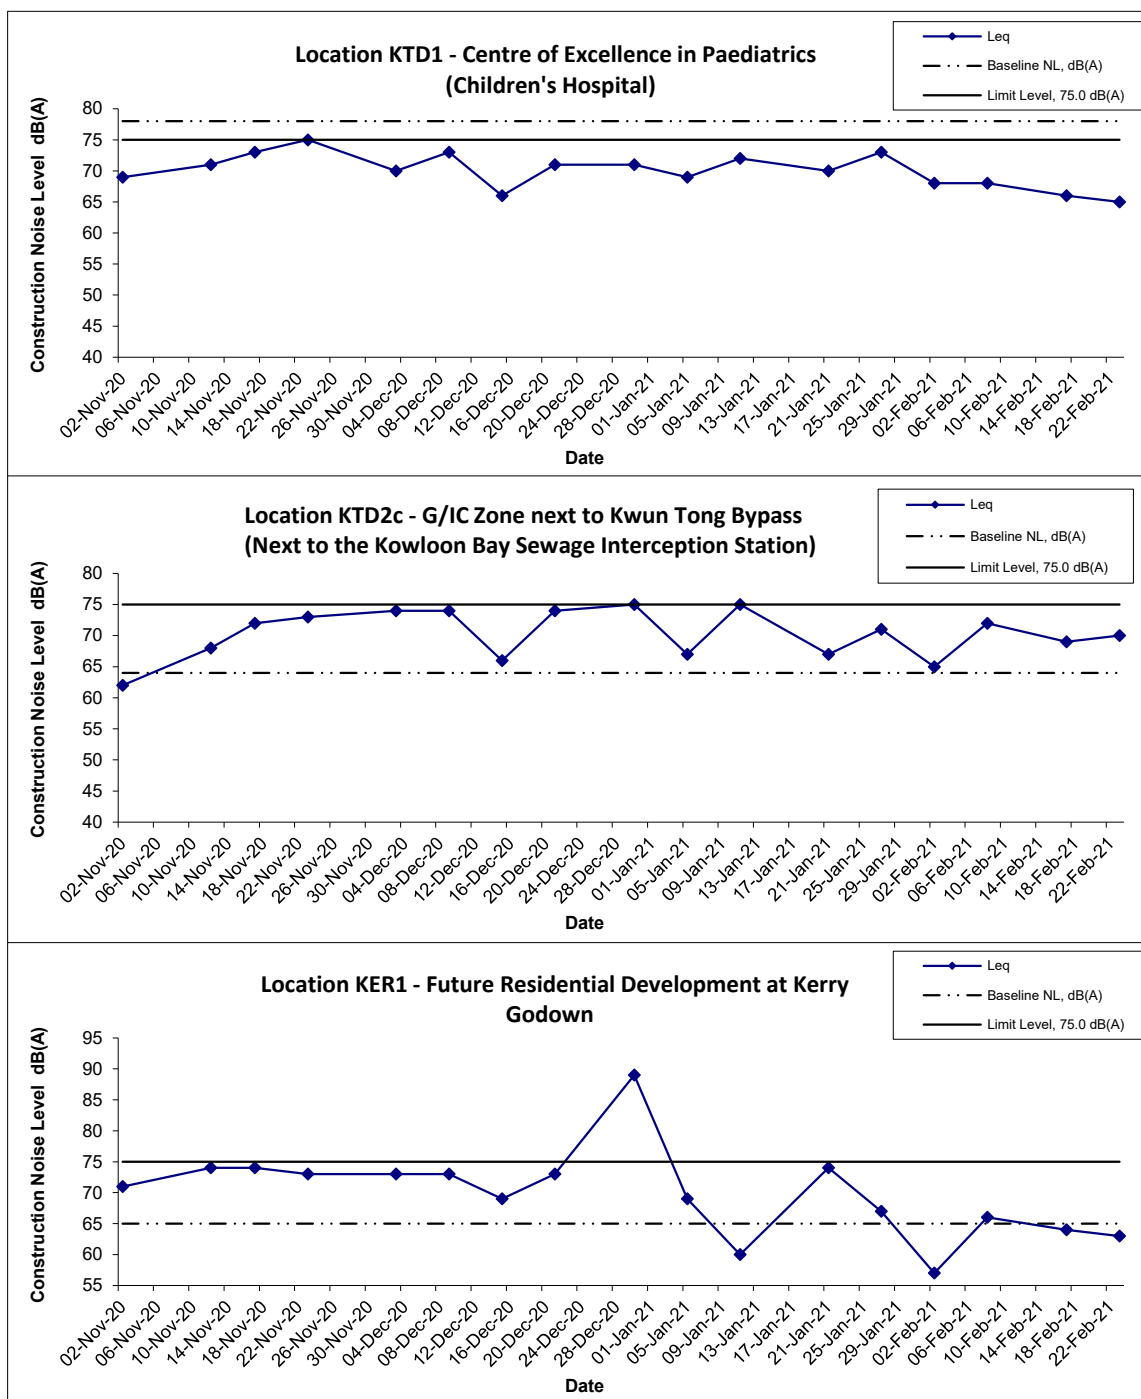 Location KTD1 - Centre of Excellence in Paediatrics
(Children's Hospital)
Leq
Baseline NL, dB(A)
Limit Level, 75.0 dB(A)
Construction Noise Level dB(A)
80
75
70
65
60
55
50
45
40
02-Nov-20
06-Nov-20
10-Nov-20
14-Nov-20
18-Nov-20
22-Nov-20
26-Nov-20
30-Nov-20
04-Dec-20
08-Dec-20
12-Dec-20
16-Dec-20
20-Dec-20
24-Dec-20
28-Dec-20
01-Jan-21
05-Jan-21
09-Jan-21
13-Jan-21
17-Jan-21
21-Jan-21
25-Jan-21
29-Jan-21
02-Feb-21
06-Feb-21
10-Feb-21
14-Feb-21
18-Feb-21
22-Feb-21
Date
Location KTD2c - G/IC Zone next to Kwun Tong Bypass
(Next to the Kowloon Bay Sewage Interception Station)
Leq
Baseline NL, dB(A)
Limit Level, 75.0 dB(A)
Construction Noise Level dB(A)
80
75
70
65
60
55
50
45
40
02-Nov-20
06-Nov-20
10-Nov-20
14-Nov-20
18-Nov-20
22-Nov-20
26-Nov-20
30-Nov-20
04-Dec-20
08-Dec-20
12-Dec-20
16-Dec-20
20-Dec-20
24-Dec-20
28-Dec-20
01-Jan-21
05-Jan-21
09-Jan-21
13-Jan-21
17-Jan-21
21-Jan-21
25-Jan-21
29-Jan-21
02-Feb-21
06-Feb-21
10-Feb-21
14-Feb-21
18-Feb-21
22-Feb-21
Date
Location KER1 - Future Residential Development at Kerry
Godown
Leq
Baseline NL, dB(A)
Limit Level, 75.0 dB(A)
Construction Noise Level dB(A)
95
90
85
80
75
70
65
60
55
02-Nov-20
06-Nov-20
10-Nov-20
14-Nov-20
18-Nov-20
22-Nov-20
26-Nov-20
30-Nov-20
04-Dec-20
08-Dec-20
12-Dec-20
16-Dec-20
20-Dec-20
24-Dec-20
28-Dec-20
01-Jan-21
05-Jan-21
09-Jan-21
13-Jan-21
17-Jan-21
21-Jan-21
25-Jan-21
29-Jan-21
02-Feb-21
06-Feb-21
10-Feb-21
14-Feb-21
18-Feb-21
22-Feb-21
Date